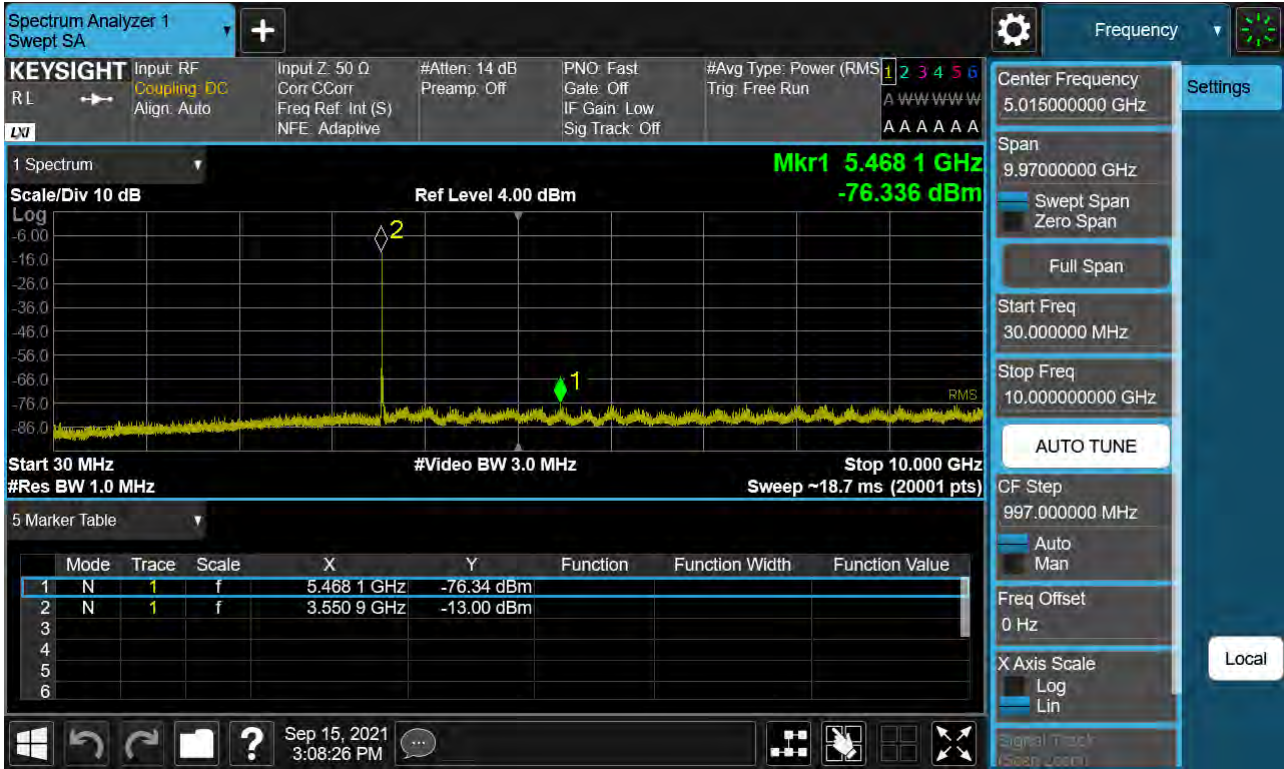 Spectrum Analyzer 1
Swept SA
+
Frequency
KEYSIGHT
R L
LXI
Input: RF
Coupling: DC
Align: Auto
Input Z: 50 Ω
Corr CCorr
Freq Ref: Int (S)
NFE: Adaptive
#Atten: 14 dB
Preamp: Off
PNO: Fast
Gate: Off
IF Gain: Low
Sig Track: Off
#Avg Type: Power (RMS
Trig: Free Run
1 2 3 4 5 6
A W W W W W
A A A A A A
1 Spectrum
Mkr1 5.468 1 GHz
-76.336 dBm
Scale/Div 10 dB
Ref Level 4.00 dBm
Log
-6.00
-16.0
-26.0
-36.0
-46.0
-56.0
-66.0
-76.0
-86.0
2
1
RMS
Start 30 MHz
#Video BW 3.0 MHz
Stop 10.000 GHz
#Res BW 1.0 MHz
Sweep ~18.7 ms (20001 pts)
5 Marker Table
Mode Trace Scale X Y Function Function Width Function Value
1 N 1 f 5.468 1 GHz -76.34 dBm
2 N 1 f 3.550 9 GHz -13.00 dBm
3
4
5
6
Center Frequency
5.015000000 GHz
Settings
Span
9.97000000 GHz
Swept Span
Zero Span
Full Span
Start Freq
30.000000 MHz
Stop Freq
10.000000000 GHz
AUTO TUNE
CF Step
997.000000 MHz
Auto
Man
Freq Offset
0 Hz
X Axis Scale
Log
Lin
Signal Track
(Span Zoom)
Local
?
Sep 15, 2021
3:08:26 PM